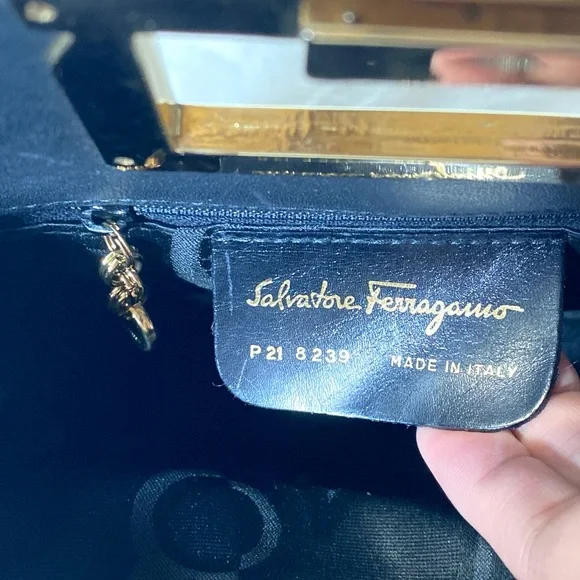 Salvatore Ferragamo
P21 8239 MADE IN ITALY